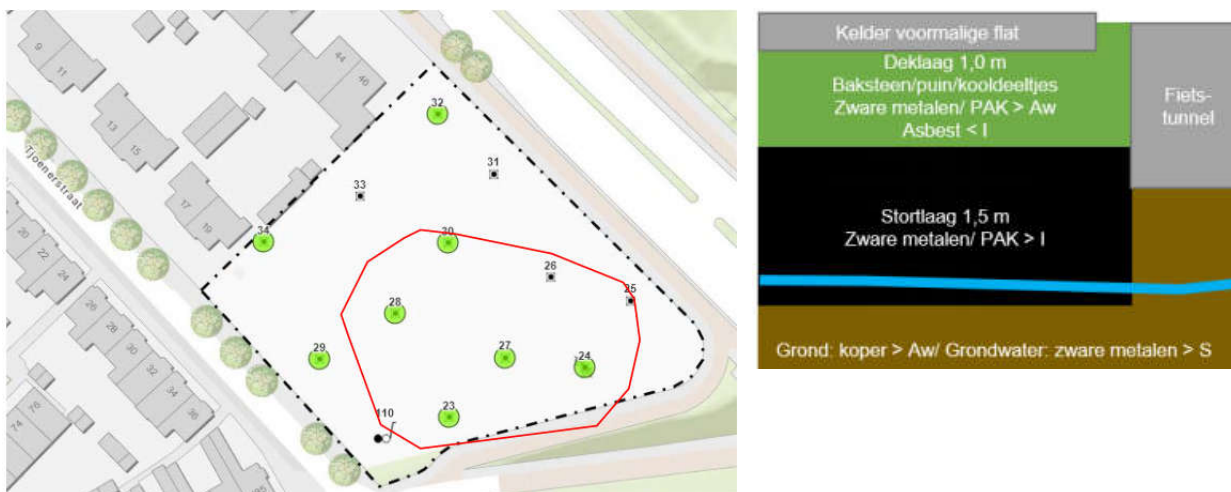 44
46
9
11
32
13
15
31
33
Tjoenerstraat
17
19
34
30
20
22
24
26
25
28
26
28
30
29
27
24
32
34
36
76
74
110
23
Kelder voormalige flat
Deklaag 1,0 m
Baksteen/puin/kooldeeltjes
Zware metalen/ PAK > Aw
Asbest < I
Fiets-
tunnel
Stortlaag 1,5 m
Zware metalen/ PAK > I
Grond: koper > Aw/ Grondwater: zware metalen > S